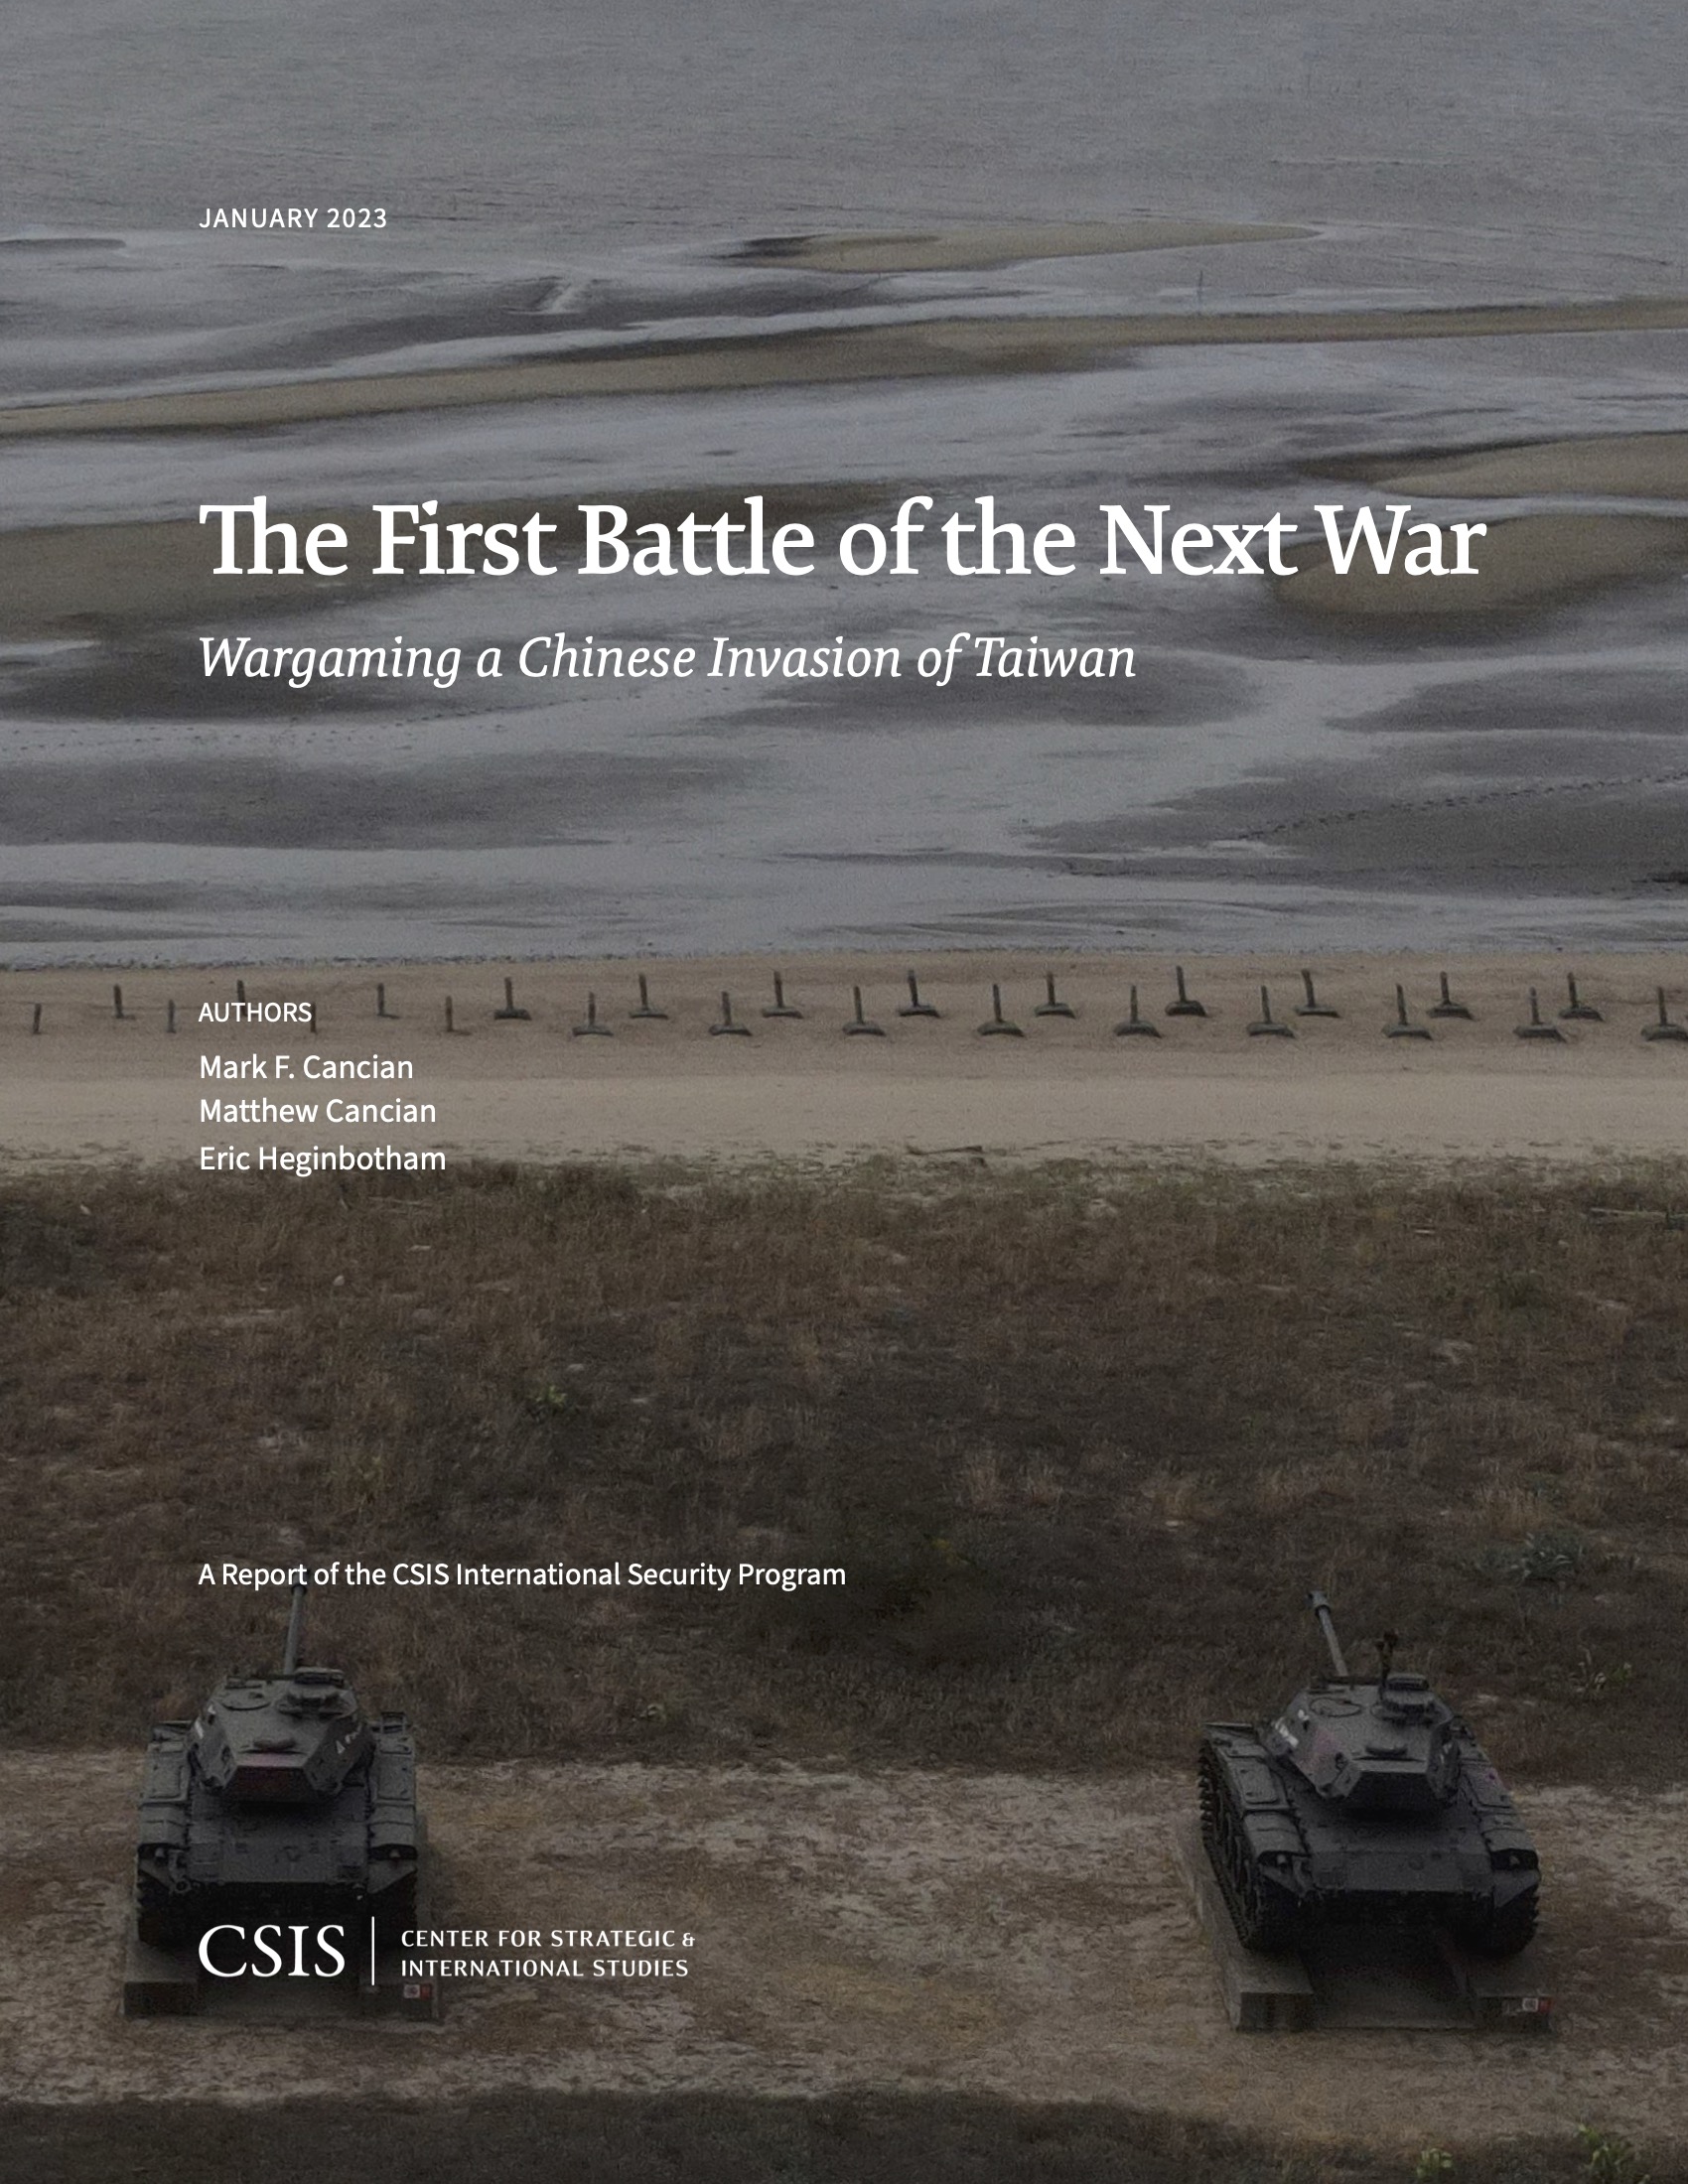 JANUARY 2023
The First Battle of the Next War
Wargaming a Chinese Invasion of Taiwan
AUTHORS
Mark F. Cancian
Matthew Cancian
Eric Heginbotham
A Report of the CSIS International Security Program
CSIS
CENTER FOR STRATEGIC &
INTERNATIONAL STUDIES